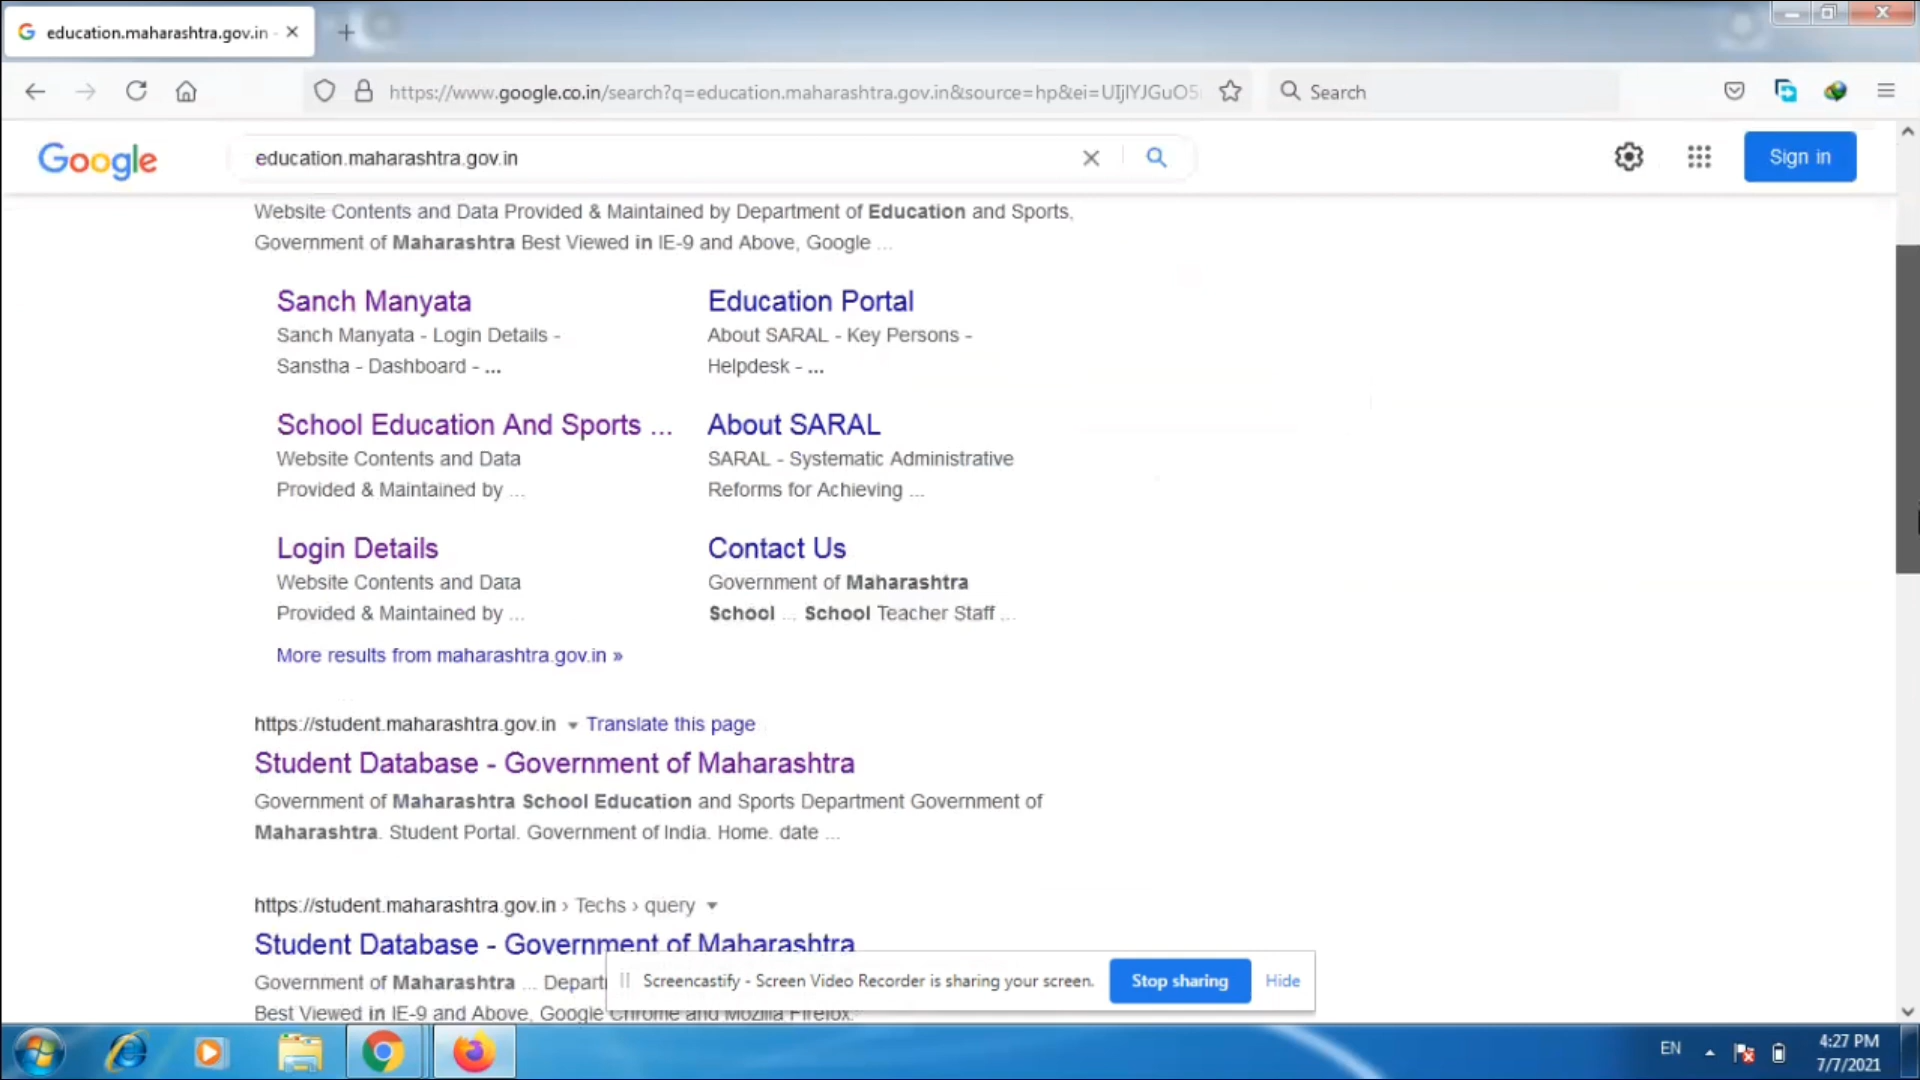 education.maharashtra.gov.in -
https://www.google.co.in/search?q=education.maharashtra.gov.in&source=hp&ei=UIjlYJGuO5
Search
Google
education.maharashtra.gov.in
Sign in
Website Contents and Data Provided & Maintained by Department of Education and Sports,
Government of Maharashtra Best Viewed in IE-9 and Above, Google ...
Sanch Manyata
Sanch Manyata - Login Details -
Sanstha - Dashboard - ...
Education Portal
About SARAL - Key Persons -
Helpdesk - ...
School Education And Sports ...
Website Contents and Data
Provided & Maintained by ...
About SARAL
SARAL - Systematic Administrative
Reforms for Achieving ...
Login Details
Website Contents and Data
Provided & Maintained by ...
Contact Us
Government of Maharashtra
School ... School Teacher Staff ...
More results from maharashtra.gov.in »
https://student.maharashtra.gov.in Translate this page
Student Database - Government of Maharashtra
Government of Maharashtra School Education and Sports Department Government of
Maharashtra. Student Portal. Government of India. Home. date ...
https://student.maharashtra.gov.in › Techs › query
Student Database - Government of Maharashtra
Government of Maharashtra ... Depart
Best Viewed in IE-9 and Above, Google Chrome and Mozilla Firefox.
Screencastify - Screen Video Recorder is sharing your screen.
Stop sharing
Hide
EN
4:27 PM
7/7/2021